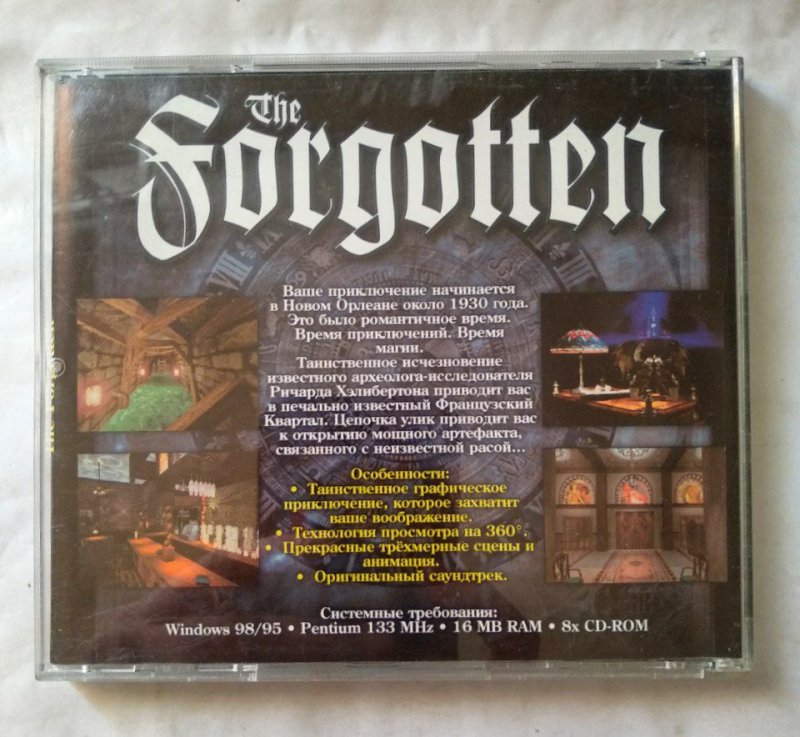 The
Forgotten
Ваше приключение начинается
в Новом Орлеане около 1930 года.
Это было романтичное время.
Время приключений. Время
магии.
Таинственное исчезновение
известного археолога-исследователя
Ричарда Хэлибертона приводит вас
в печально известный Французский
Квартал. Цепочка улик приводит вас
к открытию мощного артефакта,
связанного с неизвестной расой...
Особенности:
• Таинственное графическое
приключение, которое захватит
ваше воображение.
• Технология просмотра на 360°.
• Прекрасные трёхмерные сцены и
анимация.
• Оригинальный саундтрек.
Системные требования:
Windows 98/95 • Pentium 133 MHz • 16 MB RAM • 8x CD-ROM
The Forgotten